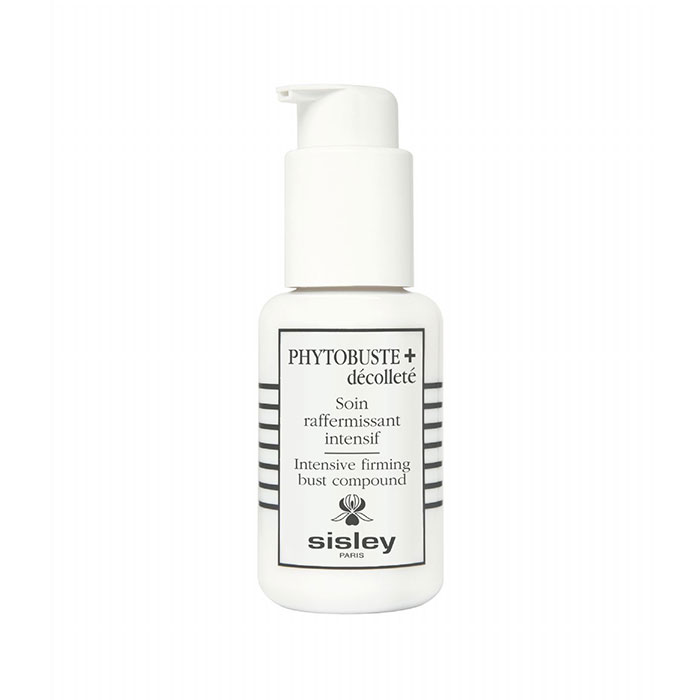 PHYTOBUSTE +
décolleté
Soin
raffermissant
intensif
Intensive firming
bust compound
sisley
PARIS